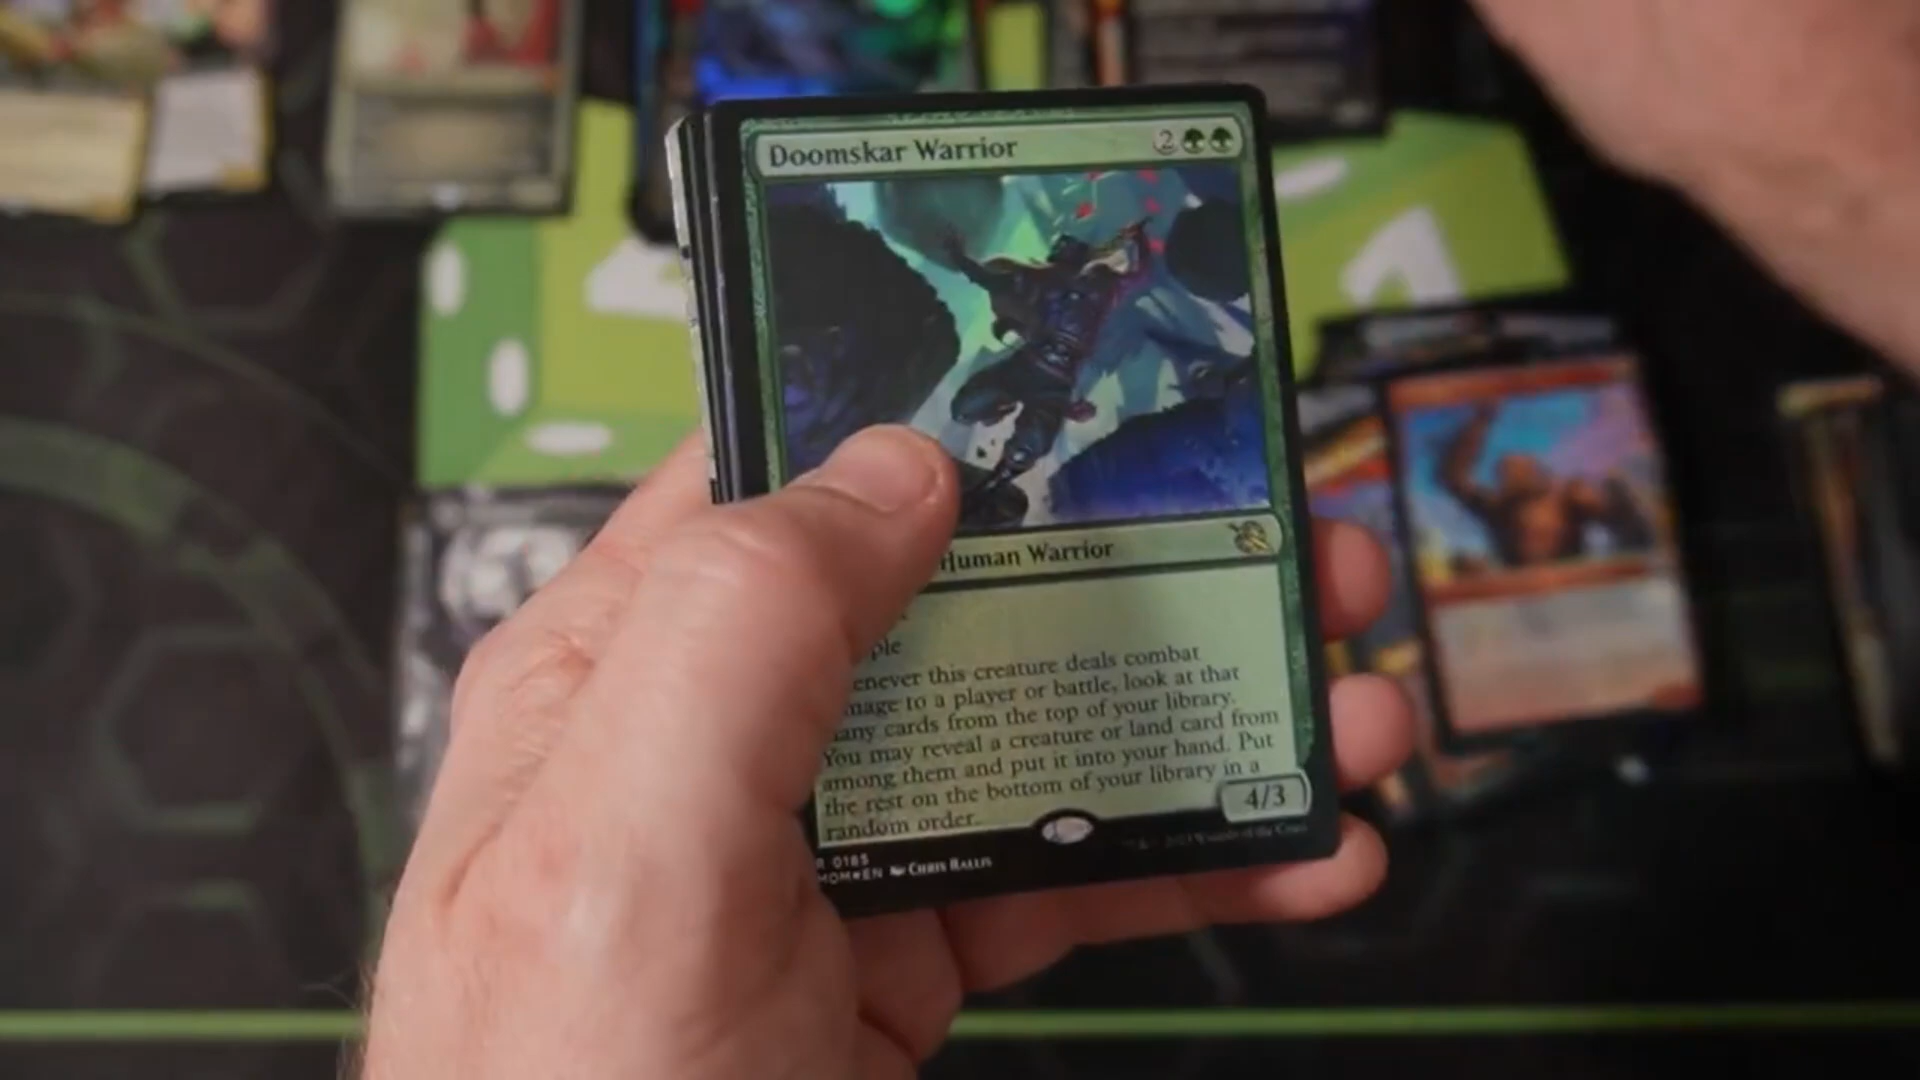 Doomskar Warrior 2
Human Warrior
ple
enever this creature deals combat
mage to a player or battle, look at that
any cards from the top of your library.
You may reveal a creature or land card from
among them and put it into your hand. Put
the rest on the bottom of your library in a
random order.
4/3
R 0185
MOM EN Chris Rallis